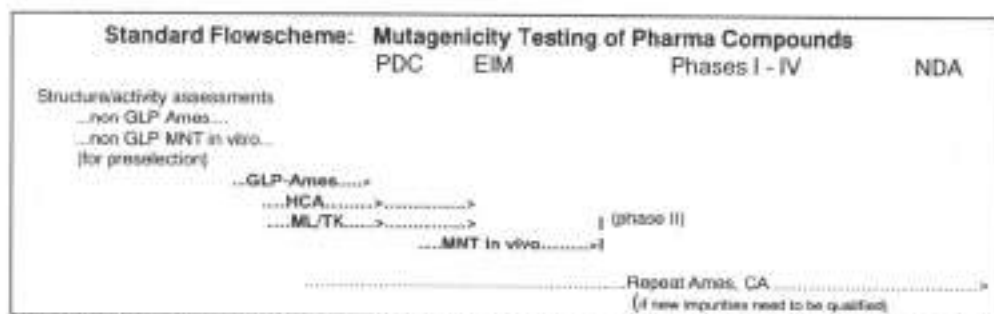 Standard Flowscheme: Mutagenicity Testing of Pharma Compounds
PDC EIM Phases I - IV NDA
Structure/activity assessments
...non GLP Ames....
...non GLP MNT in vitro...
(for preselection)
...GLP-Ames.....>
....HCA........>...............>
....ML/TK.....>...............> | (phase II)
.....MNT in vivo.........>|
Repeat Ames, CA
(if new impurities need to be qualified)